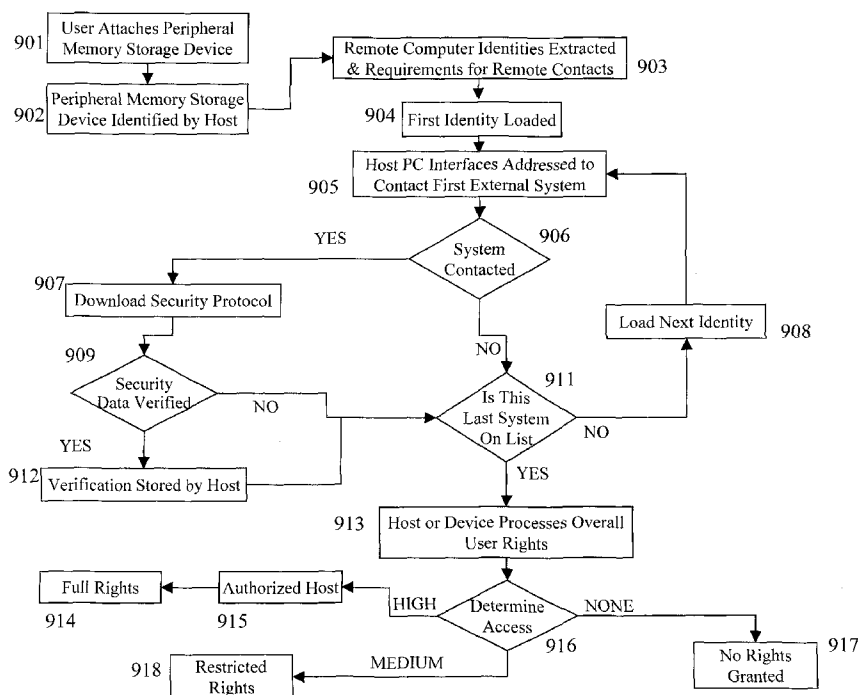 901
User Attaches Peripheral
Memory Storage Device
902
Peripheral Memory Storage
Device Identified by Host
Remote Computer Identities Extracted
& Requirements for Remote Contacts
903
904
First Identity Loaded
905
Host PC Interfaces Addressed to
Contact First External System
YES
System
Contacted
906
907
Download Security Protocol
NO
Load Next Identity
908
909
Security
Data Verified
NO
YES
911
Is This
Last System
On List
NO
YES
912
Verification Stored by Host
913
Host or Device Processes Overall
User Rights
Full Rights
914
Authorized Host
915
HIGH
Determine
Access
916
NONE
MEDIUM
No Rights
Granted
917
918
Restricted
Rights